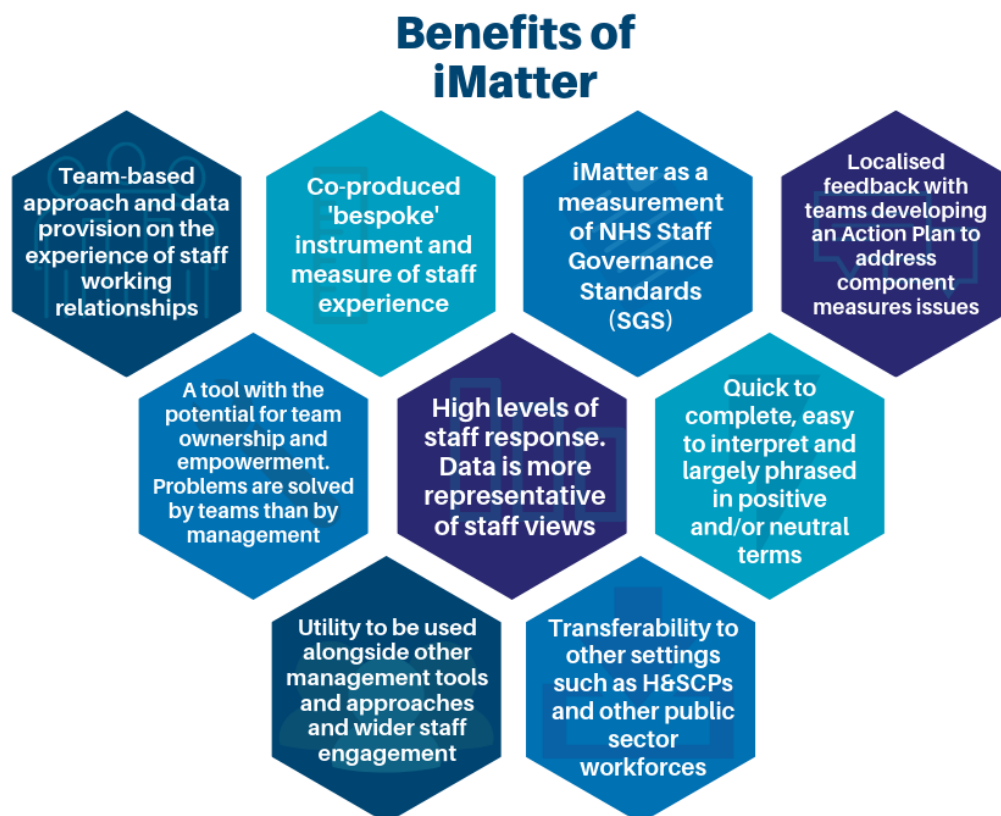 Benefits of
iMatter
Team-based
approach and data
provision on the
experience of staff
working
relationships
Co-produced
'bespoke'
instrument and
measure of staff
experience
iMatter as a
measurement
of NHS Staff
Governance
Standards
(SGS)
Localised
feedback with
teams developing
an Action Plan to
address
component
measures issues
A tool with the
potential for team
ownership and
empowerment.
Problems are solved
by teams than by
management
High levels of
staff response.
Data is more
representative
of staff views
Quick to
complete, easy
to interpret and
largely phrased
in positive
and/or neutral
terms
Utility to be used
alongside other
management tools
and approaches
and wider staff
engagement
Transferability to
other settings
such as H&SCPs
and other public
sector
workforces